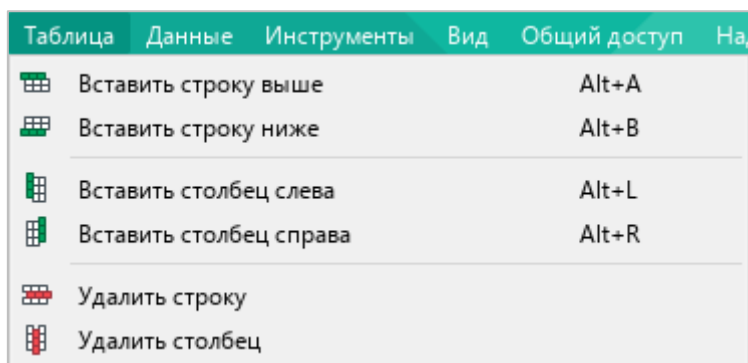 Таблица Данные Инструменты Вид Общий доступ
Вставить строку выше Alt+A
Вставить строку ниже Alt+B
Вставить столбец слева Alt+L
Вставить столбец справа Alt+R
Удалить строку
Удалить столбец